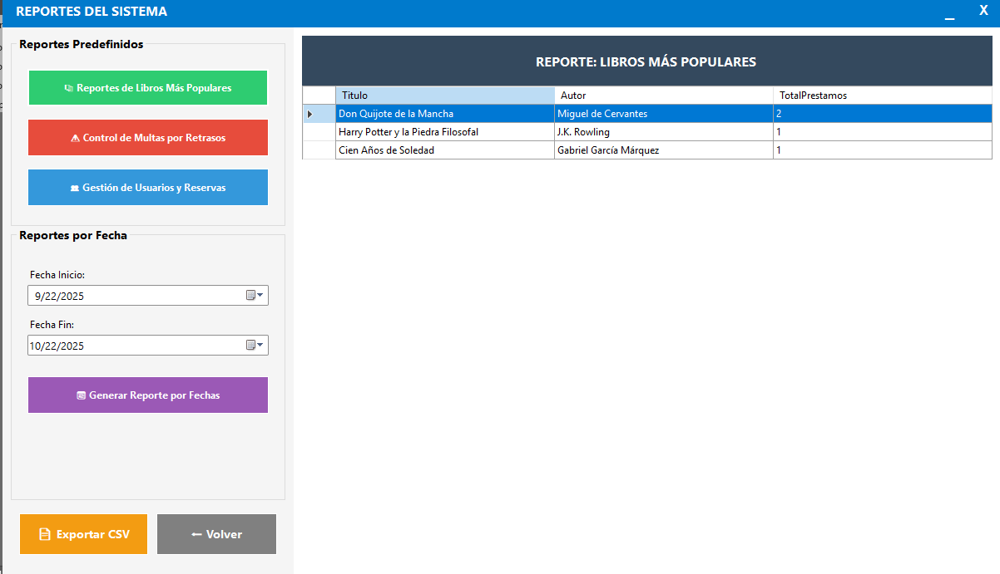 REPORTES DEL SISTEMA
_ X
Reportes Predefinidos
Reportes de Libros Más Populares
Control de Multas por Retrasos
Gestión de Usuarios y Reservas
Reportes por Fecha
Fecha Inicio:
9/22/2025
Fecha Fin:
10/22/2025
Generar Reporte por Fechas
Exportar CSV
← Volver
REPORTE: LIBROS MÁS POPULARES
Titulo Autor TotalPrestamos
Don Quijote de la Mancha Miguel de Cervantes 2
Harry Potter y la Piedra Filosofal J.K. Rowling 1
Cien Años de Soledad Gabriel García Márquez 1